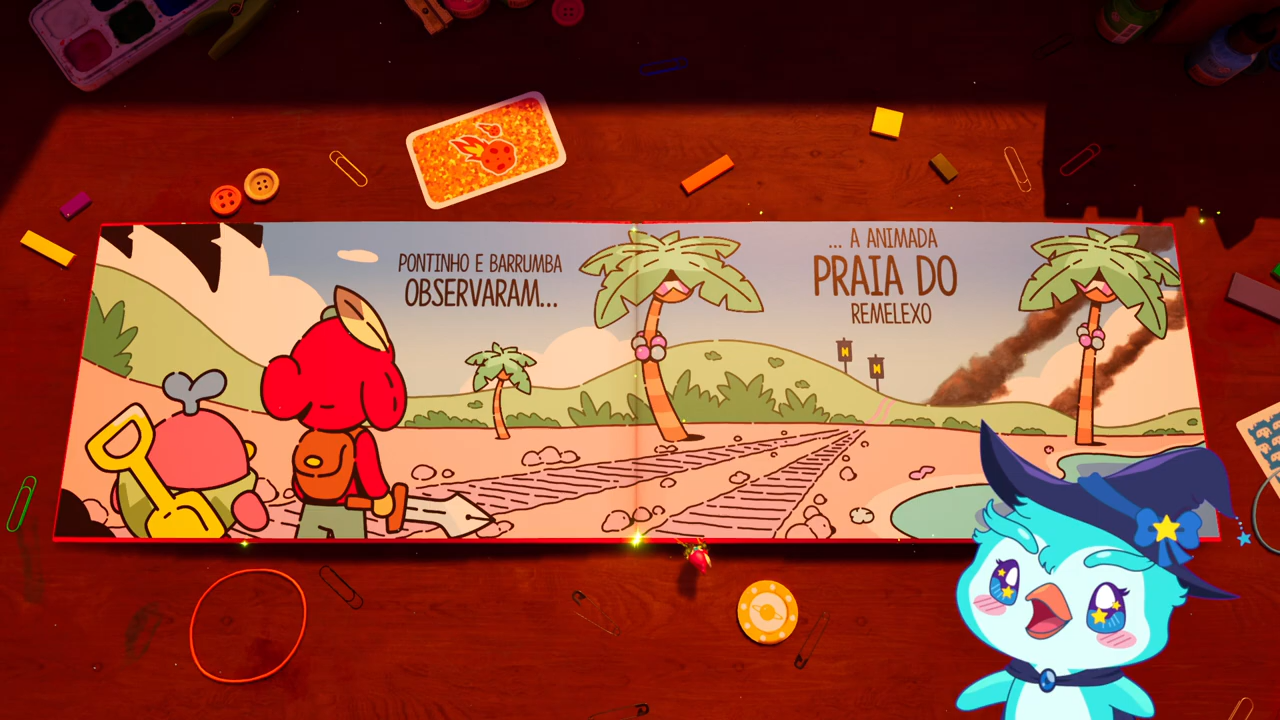 PONTINHO E BARRUMBA
OBSERVARAM...
... A ANIMADA
PRAIA DO
REMELEXO